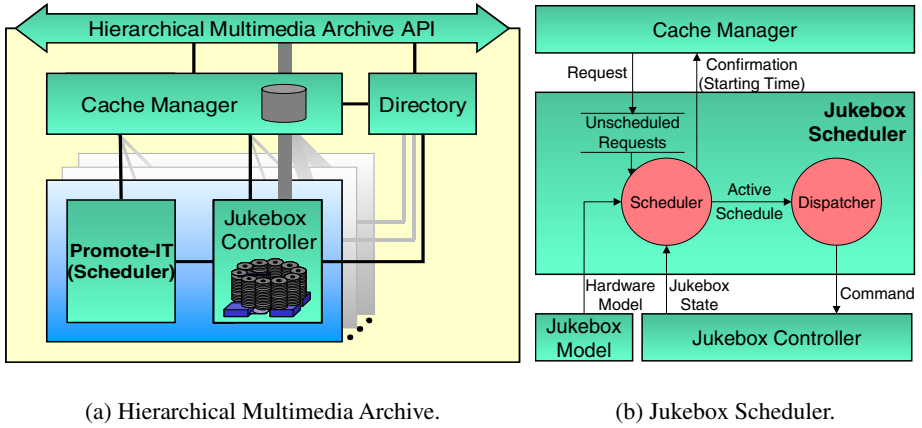 Hierarchical Multimedia Archive API
Cache Manager
Directory
Promote-IT
(Scheduler)
Jukebox
Controller
(a) Hierarchical Multimedia Archive.
Cache Manager
Request
Confirmation
(Starting Time)
Jukebox
Scheduler
Unscheduled
Requests
Scheduler
Active
Schedule
Dispatcher
Hardware
Model
Jukebox
State
Command
Jukebox
Model
Jukebox Controller
(b) Jukebox Scheduler.